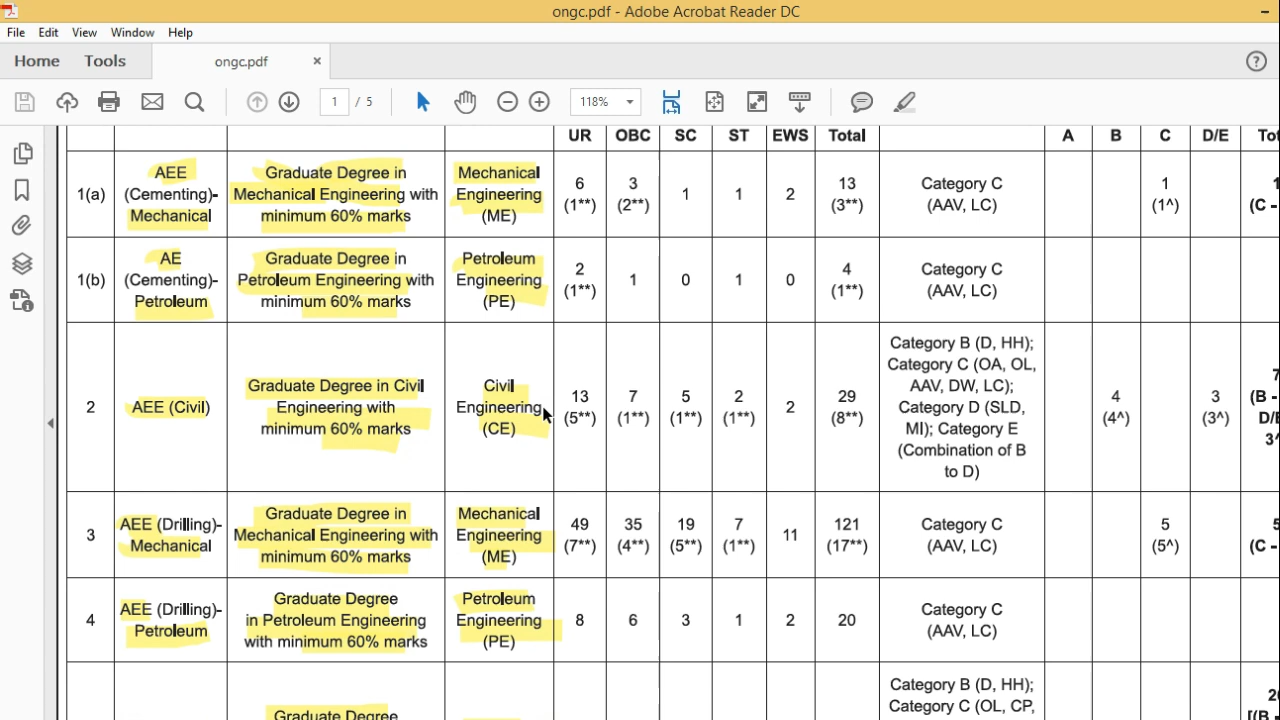 ongc.pdf - Adobe Acrobat Reader DC
File Edit View Window Help
Home Tools ongc.pdf ×
1 / 5 118%
UR OBC SC ST EWS Total A B C D/E
1(a)
AEE
(Cementing)-
Mechanical
Graduate Degree in
Mechanical Engineering with
minimum 60% marks
Mechanical
Engineering
(ME)
6
(1**)
3
(2**)
1
1
2
13
(3**)
Category C
(AAV, LC)
1
(1^)
(C -
1(b)
AE
(Cementing)-
Petroleum
Graduate Degree in
Petroleum Engineering with
minimum 60% marks
Petroleum
Engineering
(PE)
2
(1**)
1
0
1
0
4
(1**)
Category C
(AAV, LC)
2
AEE (Civil)
Graduate Degree in Civil
Engineering with
minimum 60% marks
Civil
Engineering
(CE)
13
(5**)
7
(1**)
5
(1**)
2
(1**)
2
29
(8**)
Category B (D, HH);
Category C (OA, OL,
AAV, DW, LC);
Category D (SLD,
MI); Category E
(Combination of B
to D)
4
(4^)
3
(3^)
7
(B -
D/E
3^
3
AEE (Drilling)-
Mechanical
Graduate Degree in
Mechanical Engineering with
minimum 60% marks
Mechanical
Engineering
(ME)
49
(7**)
35
(4**)
19
(5**)
7
(1**)
11
121
(17**)
Category C
(AAV, LC)
5
(5^)
(C -
4
AEE (Drilling)-
Petroleum
Graduate Degree
in Petroleum Engineering
with minimum 60% marks
Petroleum
Engineering
(PE)
8
6
3
1
2
20
Category C
(AAV, LC)
Graduate Degree
Category B (D, HH);
Category C (OL, CP,
[(B